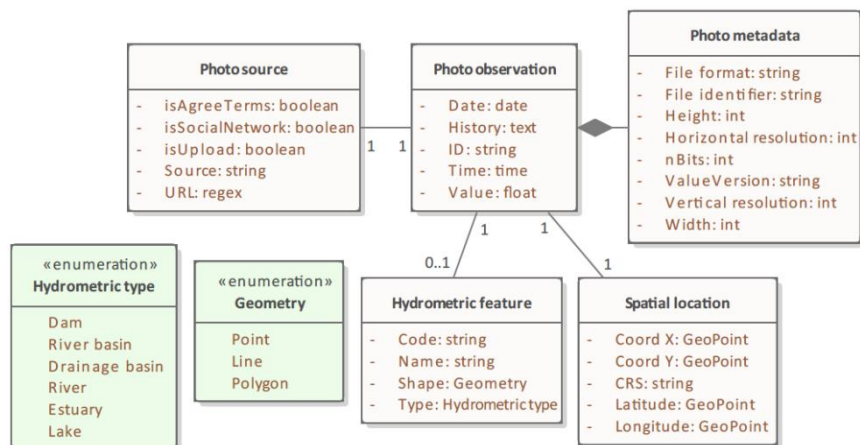 Photo source
- isAgreeTerms: boolean
- isSocialNetwork: boolean
- isUpload: boolean
- Source: string
- URL: regex
1
1
Photo observation
- Date: date
- History: text
- ID: string
- Time: time
- Value: float
Photo metadata
- File format: string
- File identifier: string
- Height: int
- Horizontal resolution: int
- nBits: int
- ValueVersion: string
- Vertical resolution: int
- Width: int
1
0..1
1
1
«enumeration»
Hydrometric type
Dam
River basin
Drainage basin
River
Estuary
Lake
«enumeration»
Geometry
Point
Line
Polygon
Hydrometric feature
- Code: string
- Name: string
- Shape: Geometry
- Type: Hydrometric type
Spatial location
- Coord X: GeoPoint
- Coord Y: GeoPoint
- CRS: string
- Latitude: GeoPoint
- Longitude: GeoPoint